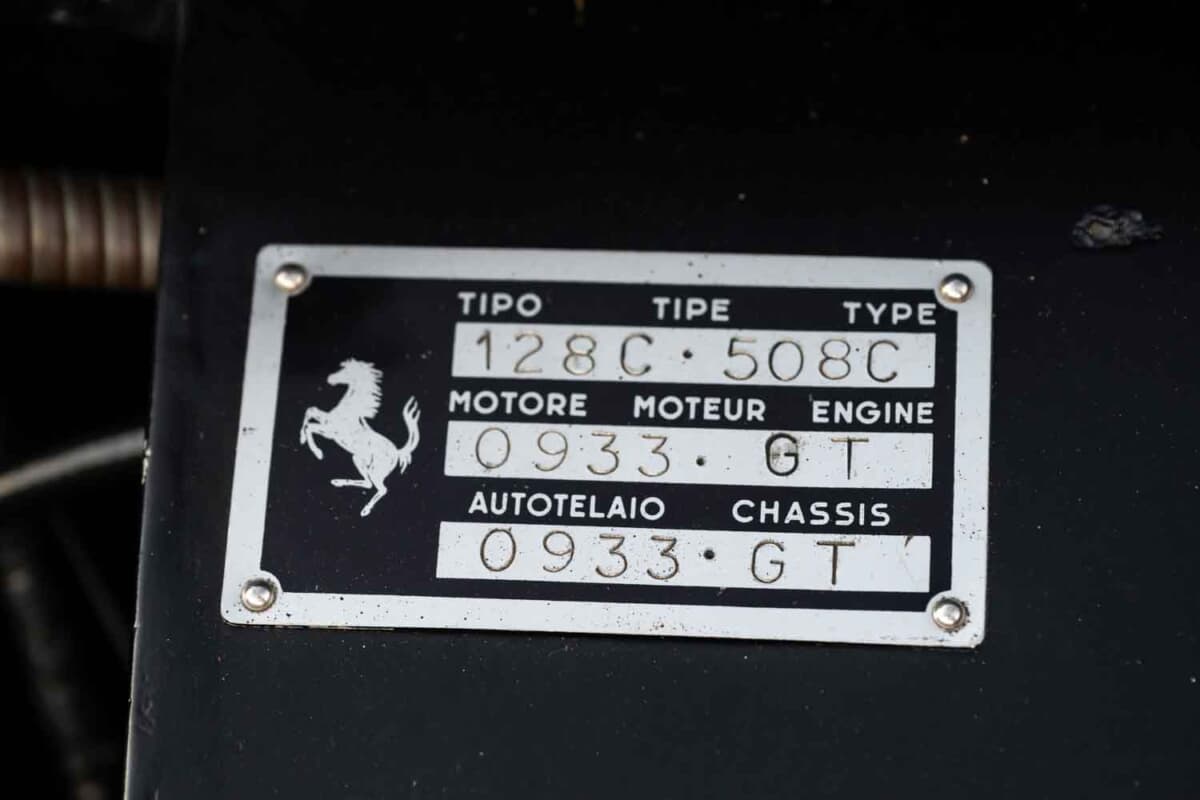 TIPO TIPE TYPE
128C · 508C
MOTORE MOTEUR ENGINE
0933 · GT
AUTOTELAIO CHASSIS
0933 · GT